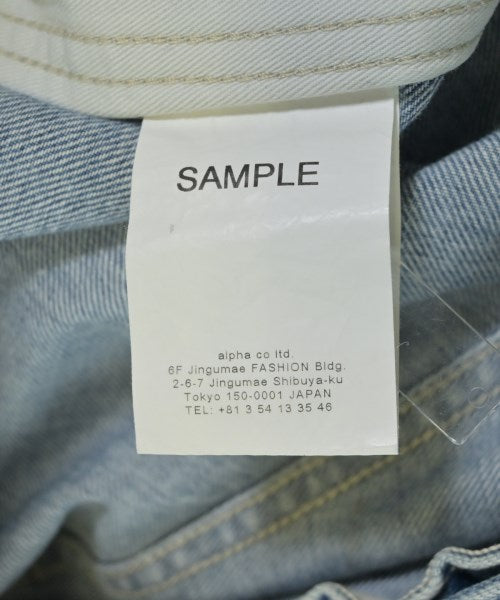 SAMPLE
alpha co ltd.
6F Jingumae FASHION Bldg.
2-6-7 Jingumae Shibuya-ku
Tokyo 150-0001 JAPAN
TEL: +81 3 54 13 35 46